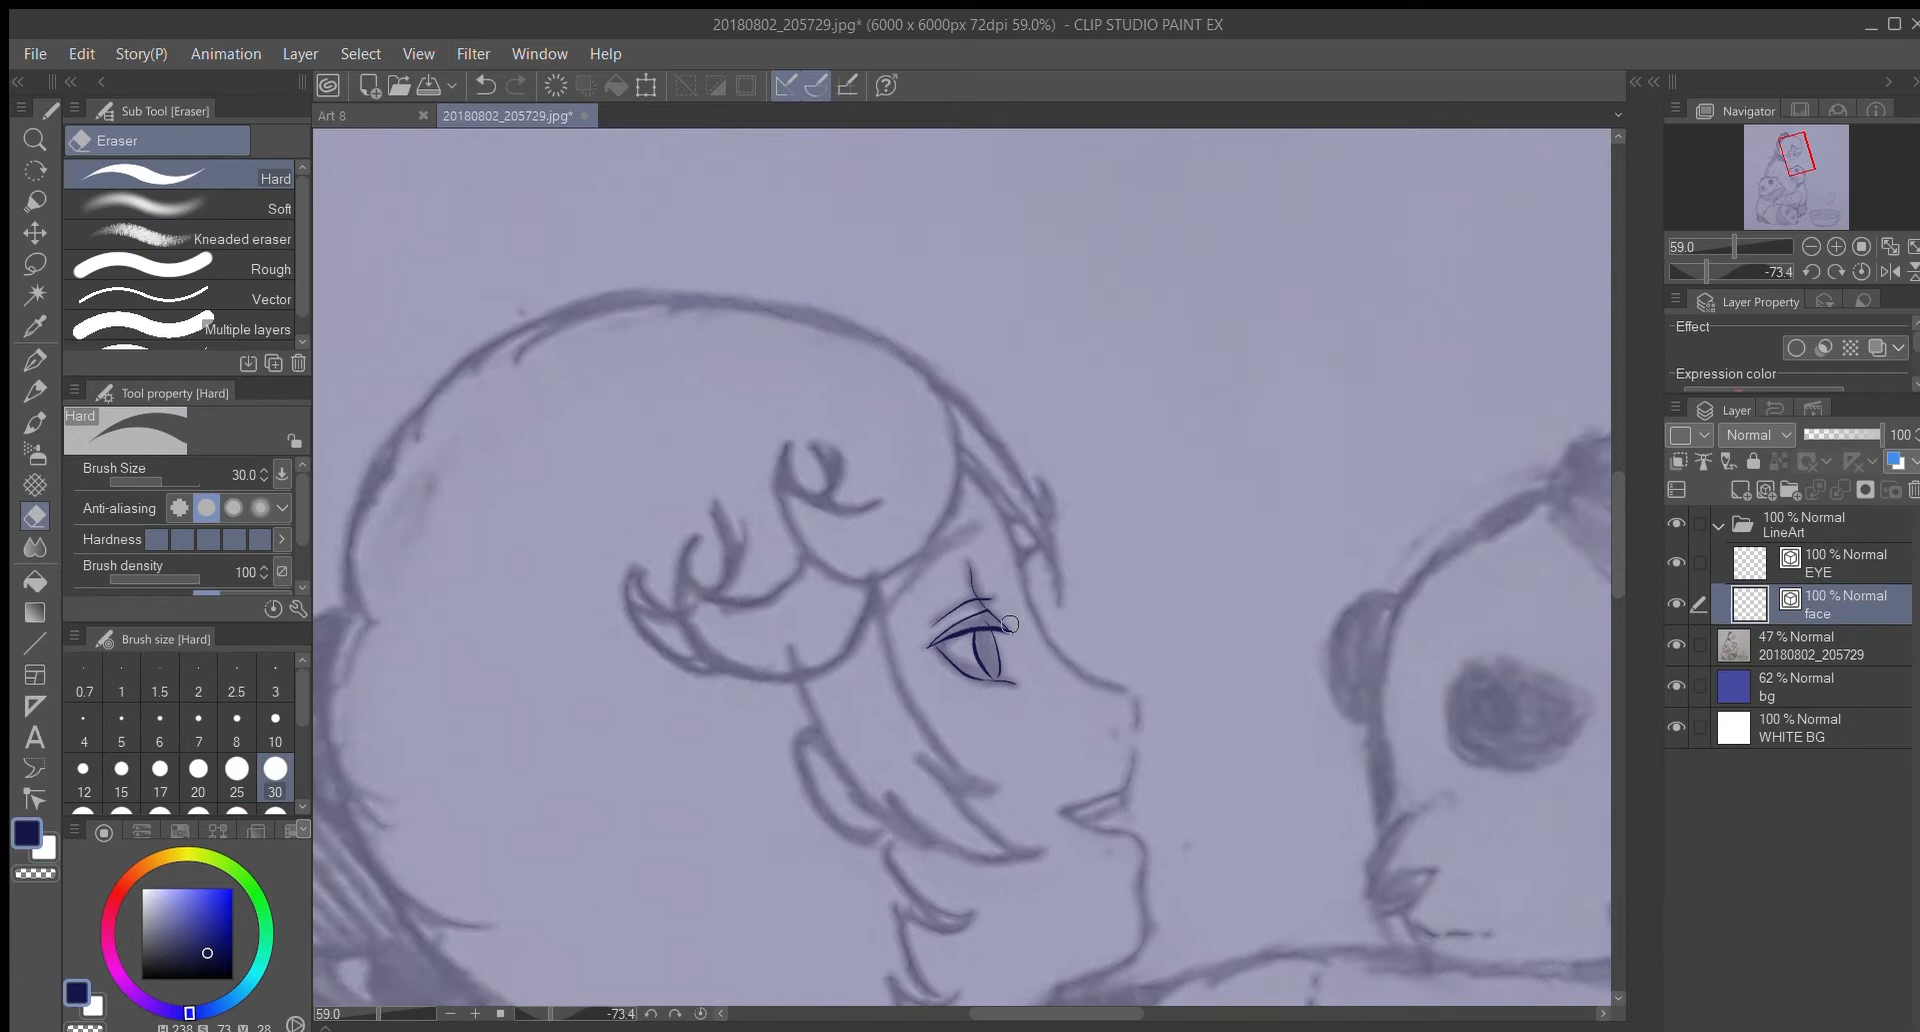 20180802_205729.jpg* (6000 x 6000px 72dpi 59.0%) - CLIP STUDIO PAINT EX
File Edit Story(P) Animation Layer Select View Filter Window Help
Sub Tool [Eraser]
Eraser
Hard
Soft
Kneaded eraser
Rough
Vector
Multiple layers
Tool property [Hard]
Hard
Brush Size 30.0
Anti-aliasing
Hardness
Brush density 100
Brush size [Hard]
0.7 1 1.5 2 2.5 3
4 5 6 7 8 10
12 15 17 20 25 30
H 238 S 73 V 28
Art 8
20180802_205729.jpg*
59.0 -73.4
Navigator
59.0
-73.4
Layer Property
Effect
Expression color
Layer
Normal 100
100 % Normal
LineArt
100 % Normal
EYE
100 % Normal
face
47 % Normal
20180802_205729
62 % Normal
bg
100 % Normal
WHITE BG